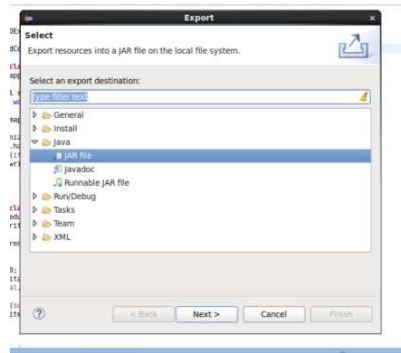 Export
Select
Export resources into a JAR file on the local file system.
Select an export destination:
type filter text
General
Install
Java
JAR file
Javadoc
Runnable JAR file
Run/Debug
Tasks
Team
XML
?
< Back
Next >
Cancel
Finish